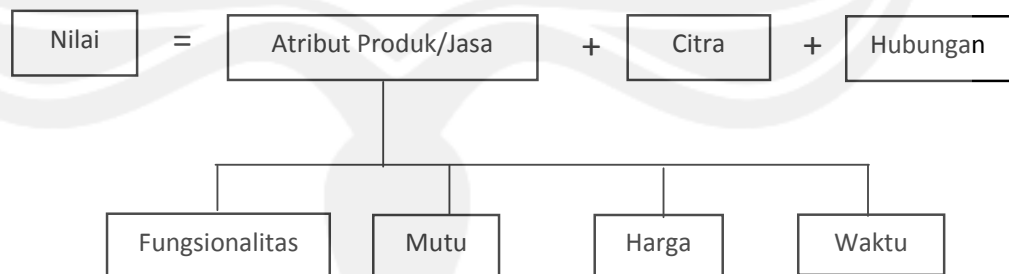 Nilai = Atribut Produk/Jasa + Citra + Hubungan
Fungsionalitas Mutu Harga Waktu